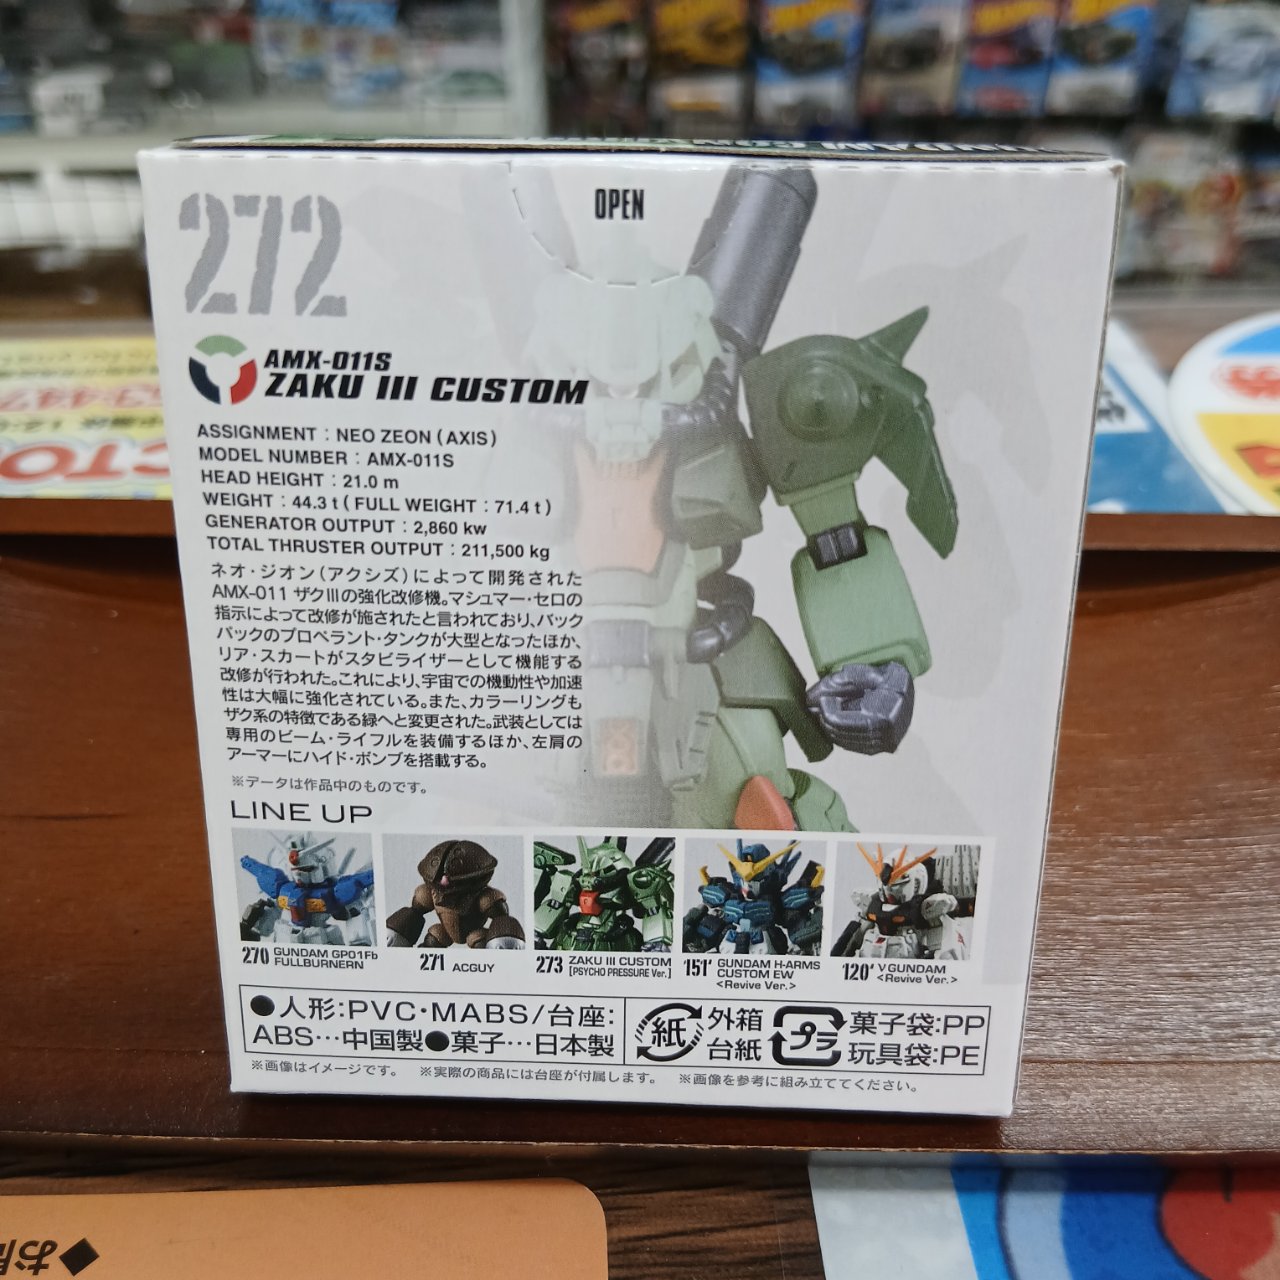 272
OPEN
AMX-011S
ZAKU III CUSTOM
ASSIGNMENT : NEO ZEON (AXIS)
MODEL NUMBER : AMX-011S
HEAD HEIGHT : 21.0 m
WEIGHT : 44.3 t ( FULL WEIGHT : 71.4 t )
GENERATOR OUTPUT : 2,860 kw
TOTAL THRUSTER OUTPUT : 211,500 kg
ネオ・ジオン(アクシズ)によって開発された
AMX-011 ザクⅢの強化改修機。マシュマー・セロの
指示によって改修が施されたと言われており、バック
パックのプロペラント・タンクが大型となったほか、
リア・スカートがスタビライザーとして機能する
改修が行われた。これにより、宇宙での機動性や加速
性は大幅に強化されている。また、カラーリングも
ザク系の特徴である緑へと変更された。武装としては
専用のビーム・ライフルを装備するほか、左肩の
アーマーにハイド・ボンブを搭載する。
※データは作品中のものです。
LINE UP
270 GUNDAM GP01Fb
FULLBURNERN
271 ACGUY
273 ZAKU III CUSTOM
[PSYCHO PRESSURE Ver.]
151' GUNDAM H-ARMS
CUSTOM EW
<Revive Ver.>
120' νGUNDAM
<Revive Ver.>
●人形:PVC・MABS/台座:
ABS…中国製●菓子…日本製
紙 外箱
台紙
プラ 菓子袋:PP
玩具袋:PE
※画像はイメージです。 ※実際の商品には台座が付属します。 ※画像を参考に組み立ててください。